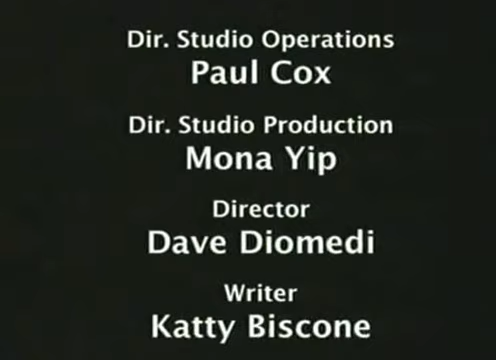 Dir. Studio Operations
Paul Cox
Dir. Studio Production
Mona Yip
Director
Dave Diomedi
Writer
Katty Biscone